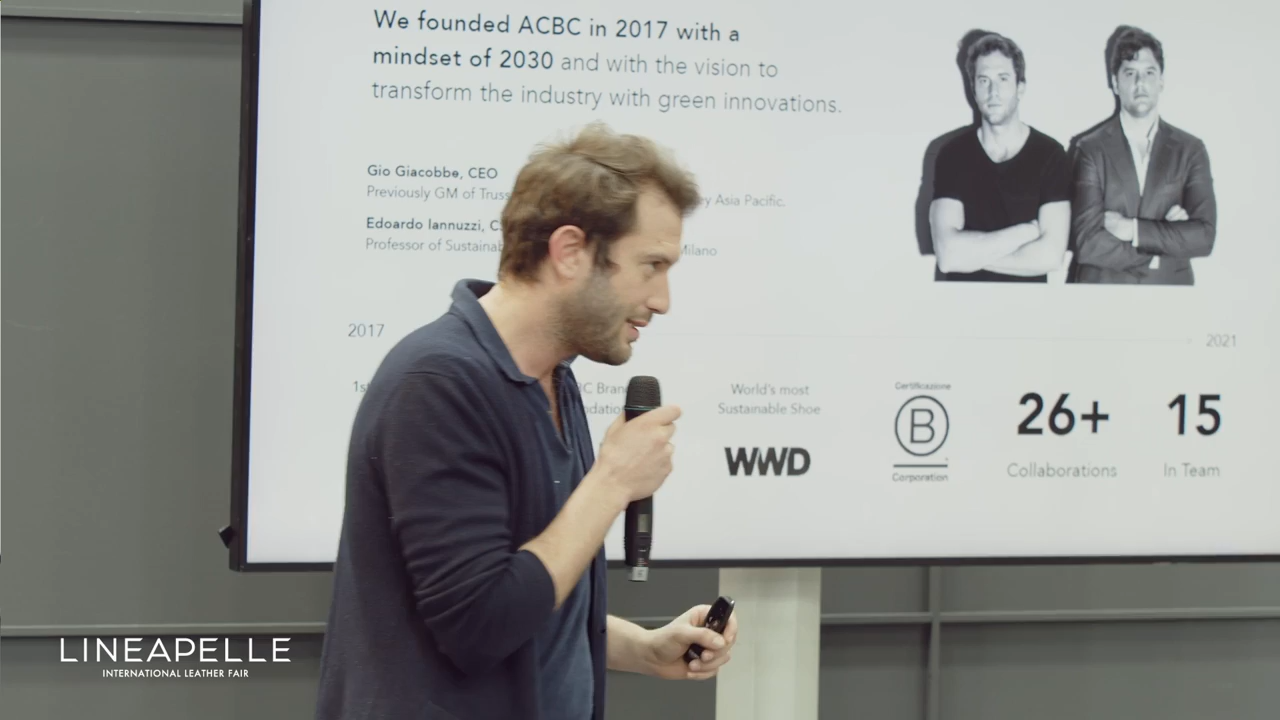 We founded ACBC in 2017 with a
mindset of 2030 and with the vision to
transform the industry with green innovations.
Gio Giacobbe, CEO
Previously GM of
Asia Pacific.
Edoardo Iannuzzi,
Professor of
Milano
2017
2021
World's most
Sustainable Shoe
WWD
Certificazione
B
Corporation
26+
Collaborations
15
In Team
LINEAPELLE
INTERNATIONAL LEATHER FAIR